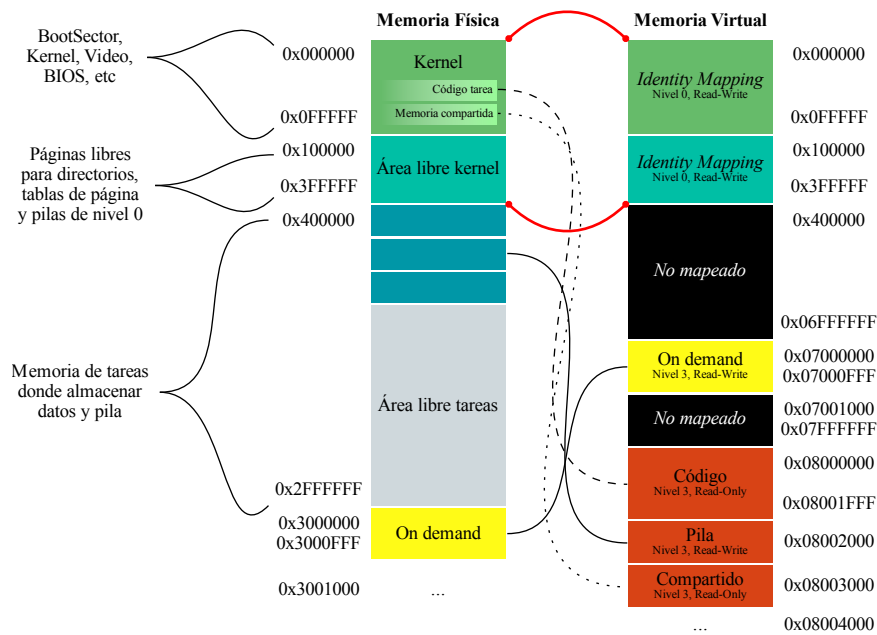 Memoria Física
Memoria Virtual
BootSector,
Kernel, Video,
BIOS, etc
0x000000
0x0FFFFF
Kernel
Código tarea
Memoria compartida
Identity Mapping
Nivel 0, Read-Write
0x000000
0x0FFFFF
Páginas libres
para directorios,
tablas de página
y pilas de nivel 0
0x100000
0x3FFFFF
0x400000
Área libre kernel
Identity Mapping
Nivel 0, Read-Write
0x100000
0x3FFFFF
0x400000
No mapeado
0x06FFFFFF
Memoria de tareas
donde almacenar
datos y pila
Área libre tareas
On demand
Nivel 3, Read-Write
0x07000000
0x07000FFF
No mapeado
0x07001000
0x07FFFFFF
0x2FFFFFF
0x3000000
0x3000FFF
On demand
Código
Nivel 3, Read-Only
0x08000000
0x08001FFF
Pila
Nivel 3, Read-Write
0x08002000
0x3001000
...
Compartido
Nivel 3, Read-Only
0x08003000
...
0x08004000